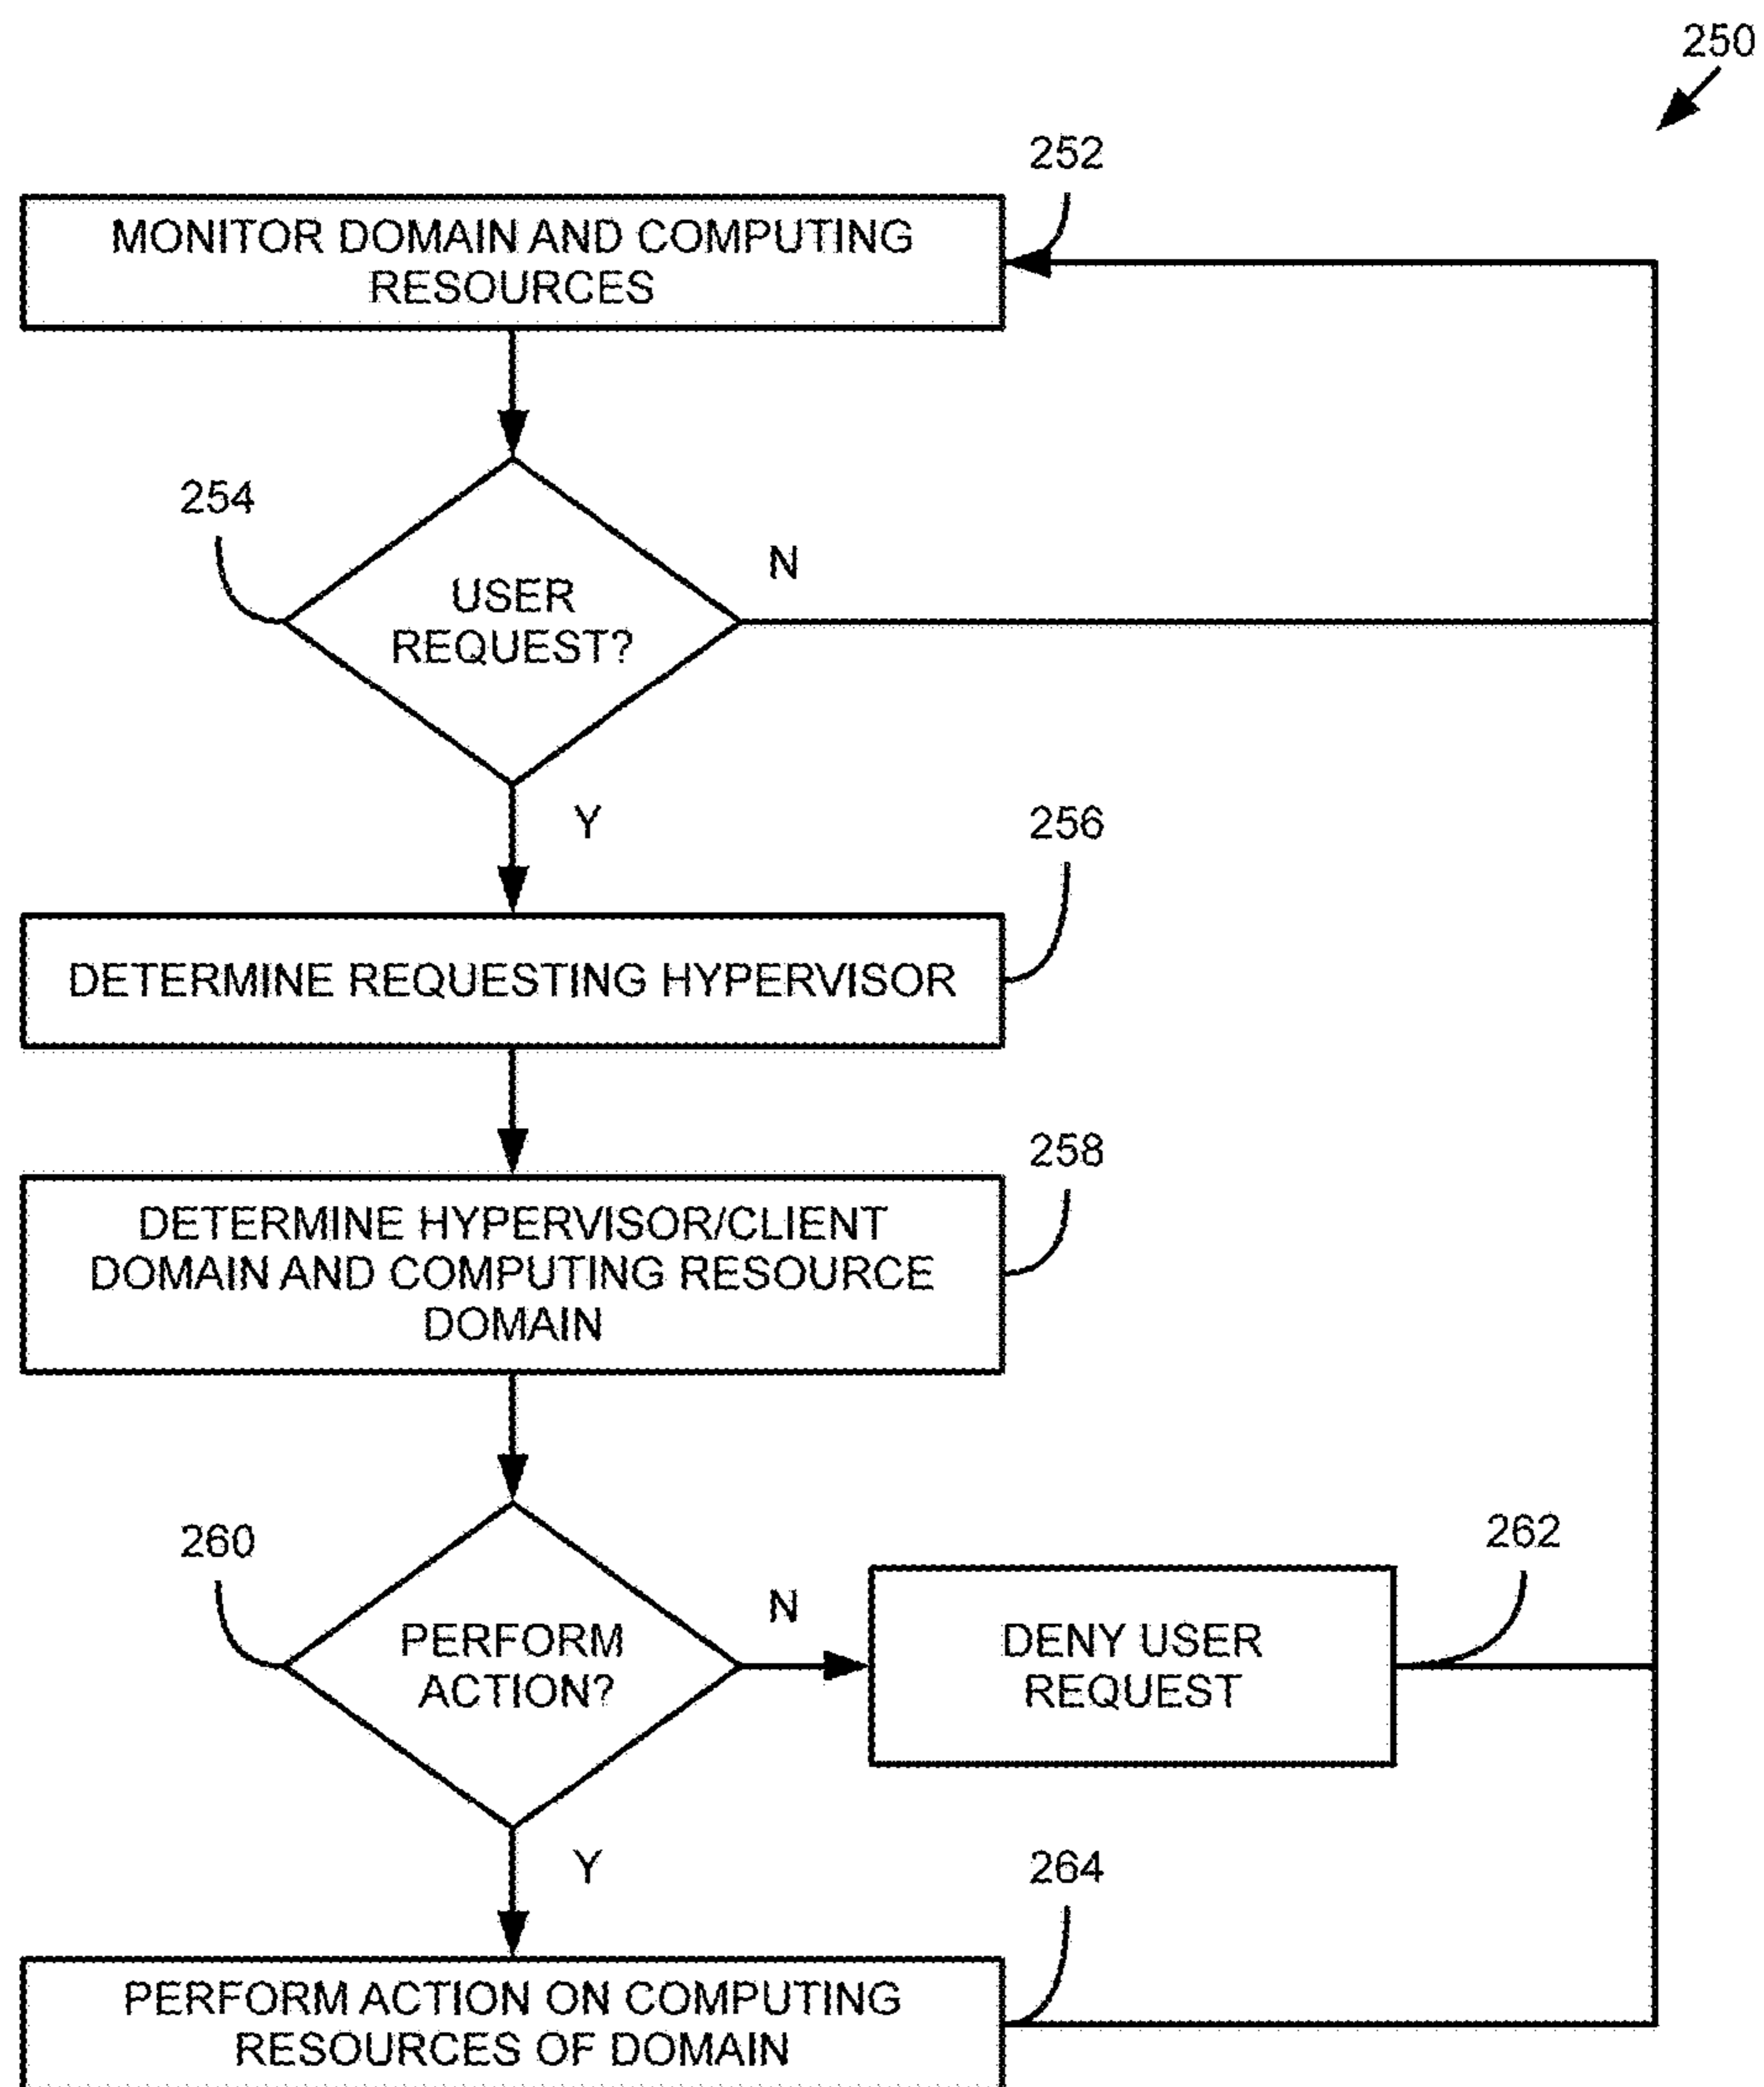 250
252
MONITOR DOMAIN AND COMPUTING
RESOURCES
254
N
USER
REQUEST?
Y
256
DETERMINE REQUESTING HYPERVISOR
258
DETERMINE HYPERVISOR/CLIENT
DOMAIN AND COMPUTING RESOURCE
DOMAIN
260
262
N
PERFORM
ACTION?
DENY USER
REQUEST
Y
264
PERFORM ACTION ON COMPUTING
RESOURCES OF DOMAIN